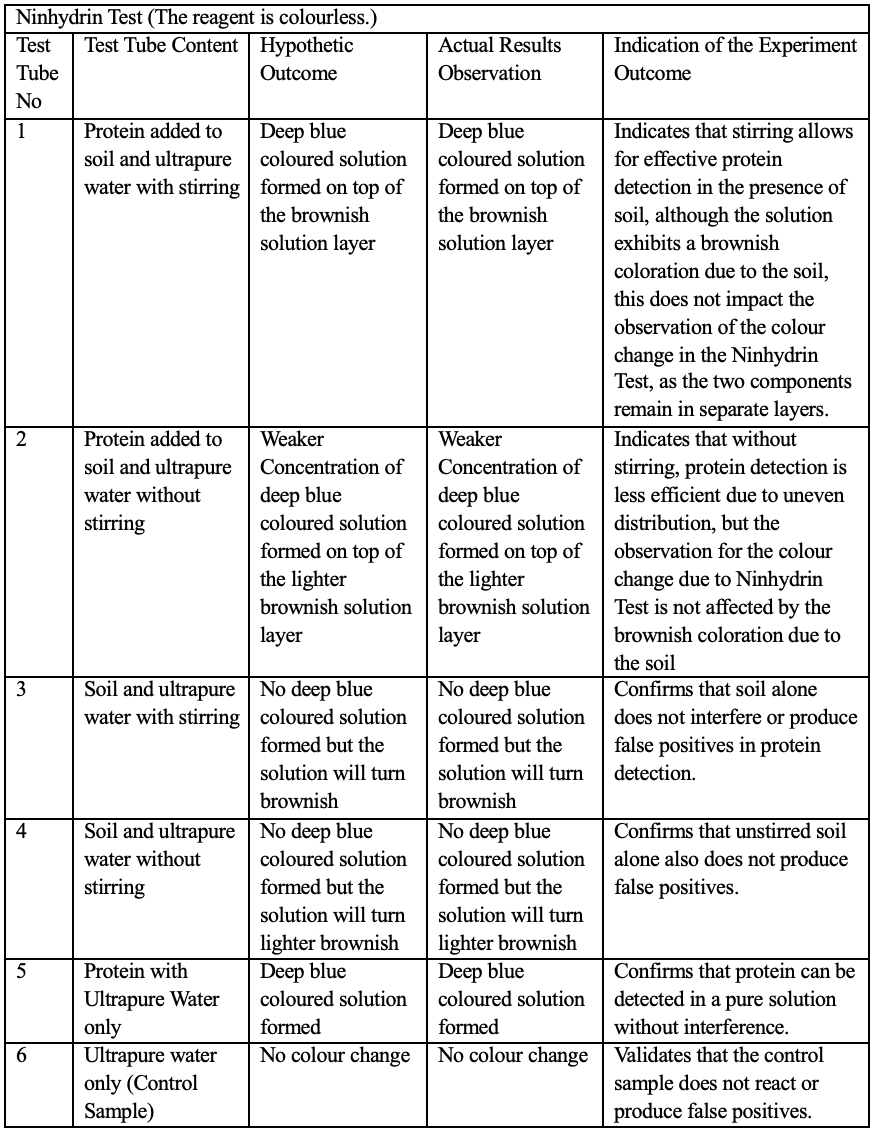 Ninhydrin Test (The reagent is colourless.)
Test
Tube
No
Test Tube Content
Hypothetic
Outcome
Actual Results
Observation
Indication of the Experiment
Outcome
1
Protein added to
soil and ultrapure
water with stirring
Deep blue
coloured solution
formed on top of
the brownish
solution layer
Deep blue
coloured solution
formed on top of
the brownish
solution layer
Indicates that stirring allows
for effective protein
detection in the presence of
soil, although the solution
exhibits a brownish
coloration due to the soil,
this does not impact the
observation of the colour
change in the Ninhydrin
Test, as the two components
remain in separate layers.
2
Protein added to
soil and ultrapure
water without
stirring
Weaker
Concentration of
deep blue
coloured solution
formed on top of
the lighter
brownish solution
layer
Weaker
Concentration of
deep blue
coloured solution
formed on top of
the lighter
brownish solution
layer
Indicates that without
stirring, protein detection is
less efficient due to uneven
distribution, but the
observation for the colour
change due to Ninhydrin
Test is not affected by the
brownish coloration due to
the soil
3
Soil and ultrapure
water with stirring
No deep blue
coloured solution
formed but the
solution will turn
brownish
No deep blue
coloured solution
formed but the
solution will turn
brownish
Confirms that soil alone
does not interfere or produce
false positives in protein
detection.
4
Soil and ultrapure
water without
stirring
No deep blue
coloured solution
formed but the
solution will turn
lighter brownish
No deep blue
coloured solution
formed but the
solution will turn
lighter brownish
Confirms that unstirred soil
alone also does not produce
false positives.
5
Protein with
Ultrapure Water
only
Deep blue
coloured solution
formed
Deep blue
coloured solution
formed
Confirms that protein can be
detected in a pure solution
without interference.
6
Ultrapure water
only (Control
Sample)
No colour change
No colour change
Validates that the control
sample does not react or
produce false positives.